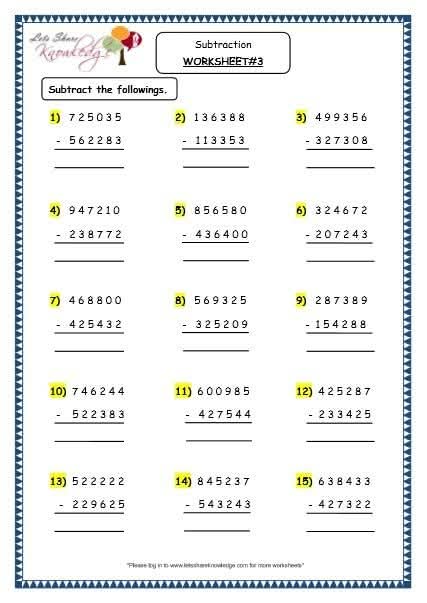 Lets Share
Knowledge
Subtraction
WORKSHEET#3
Subtract the followings.
1) 725035 2) 136388 3) 499356
- 562283 - 113353 - 327308
4) 947210 5) 856580 6) 324672
- 238772 - 436400 - 207243
7) 468800 8) 569325 9) 287389
- 425432 - 325209 - 154288
10) 746244 11) 600985 12) 425287
- 522383 - 427544 - 233425
13) 522222 14) 845237 15) 638433
- 229625 - 543243 - 427322
"Please log in to www.letsshareknowledge.com for more worksheets"